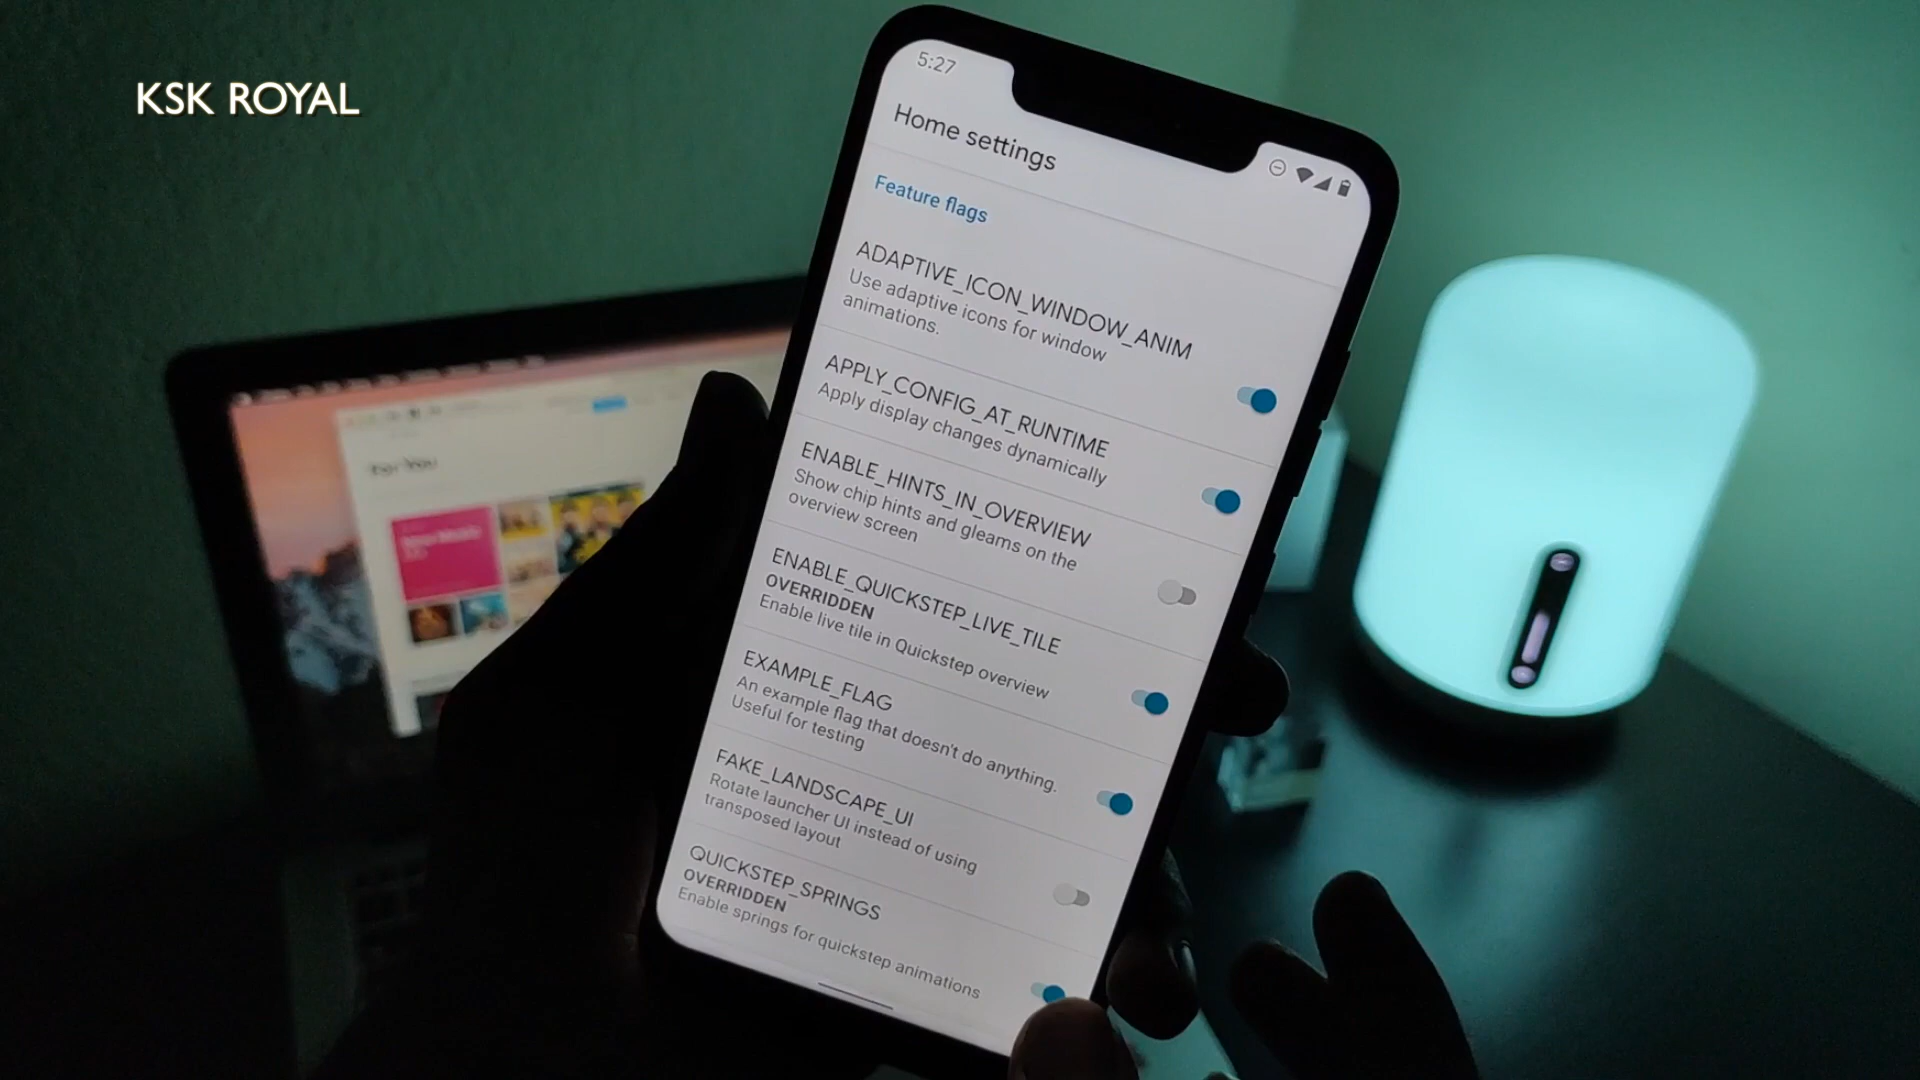 KSK ROYAL
5:27
Home settings
Feature flags
ADAPTIVE_ICON_WINDOW_ANIM
Use adaptive icons for window
animations.
APPLY_CONFIG_AT_RUNTIME
Apply display changes dynamically
ENABLE_HINTS_IN_OVERVIEW
Show chip hints and gleams on the
overview screen
ENABLE_QUICKSTEP_LIVE_TILE
OVERRIDDEN
Enable live tile in Quickstep overview
EXAMPLE_FLAG
An example flag that doesn't do anything.
Useful for testing
FAKE_LANDSCAPE_UI
Rotate launcher UI instead of using
transposed layout
QUICKSTEP_SPRINGS
OVERRIDDEN
Enable springs for quickstep animations
For You